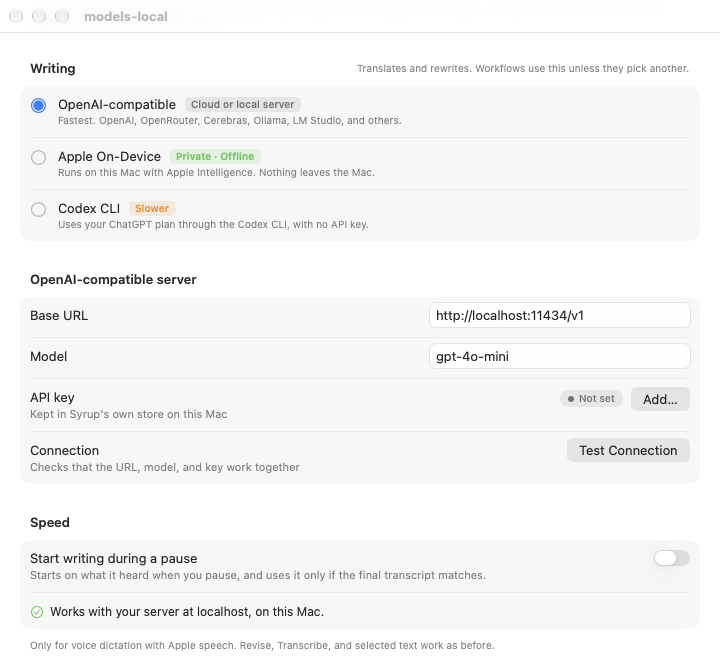 models-local
Writing
Translates and rewrites. Workflows use this unless they pick another.
OpenAI-compatible Cloud or local server
Fastest. OpenAI, OpenRouter, Cerebras, Ollama, LM Studio, and others.
Apple On-Device Private · Offline
Runs on this Mac with Apple Intelligence. Nothing leaves the Mac.
Codex CLI Slower
Uses your ChatGPT plan through the Codex CLI, with no API key.
OpenAI-compatible server
Base URL http://localhost:11434/v1
Model gpt-4o-mini
API key Not set Add...
Kept in Syrup's own store on this Mac
Connection Test Connection
Checks that the URL, model, and key work together
Speed
Start writing during a pause
Starts on what it heard when you pause, and uses it only if the final transcript matches.
Works with your server at localhost, on this Mac.
Only for voice dictation with Apple speech. Revise, Transcribe, and selected text work as before.